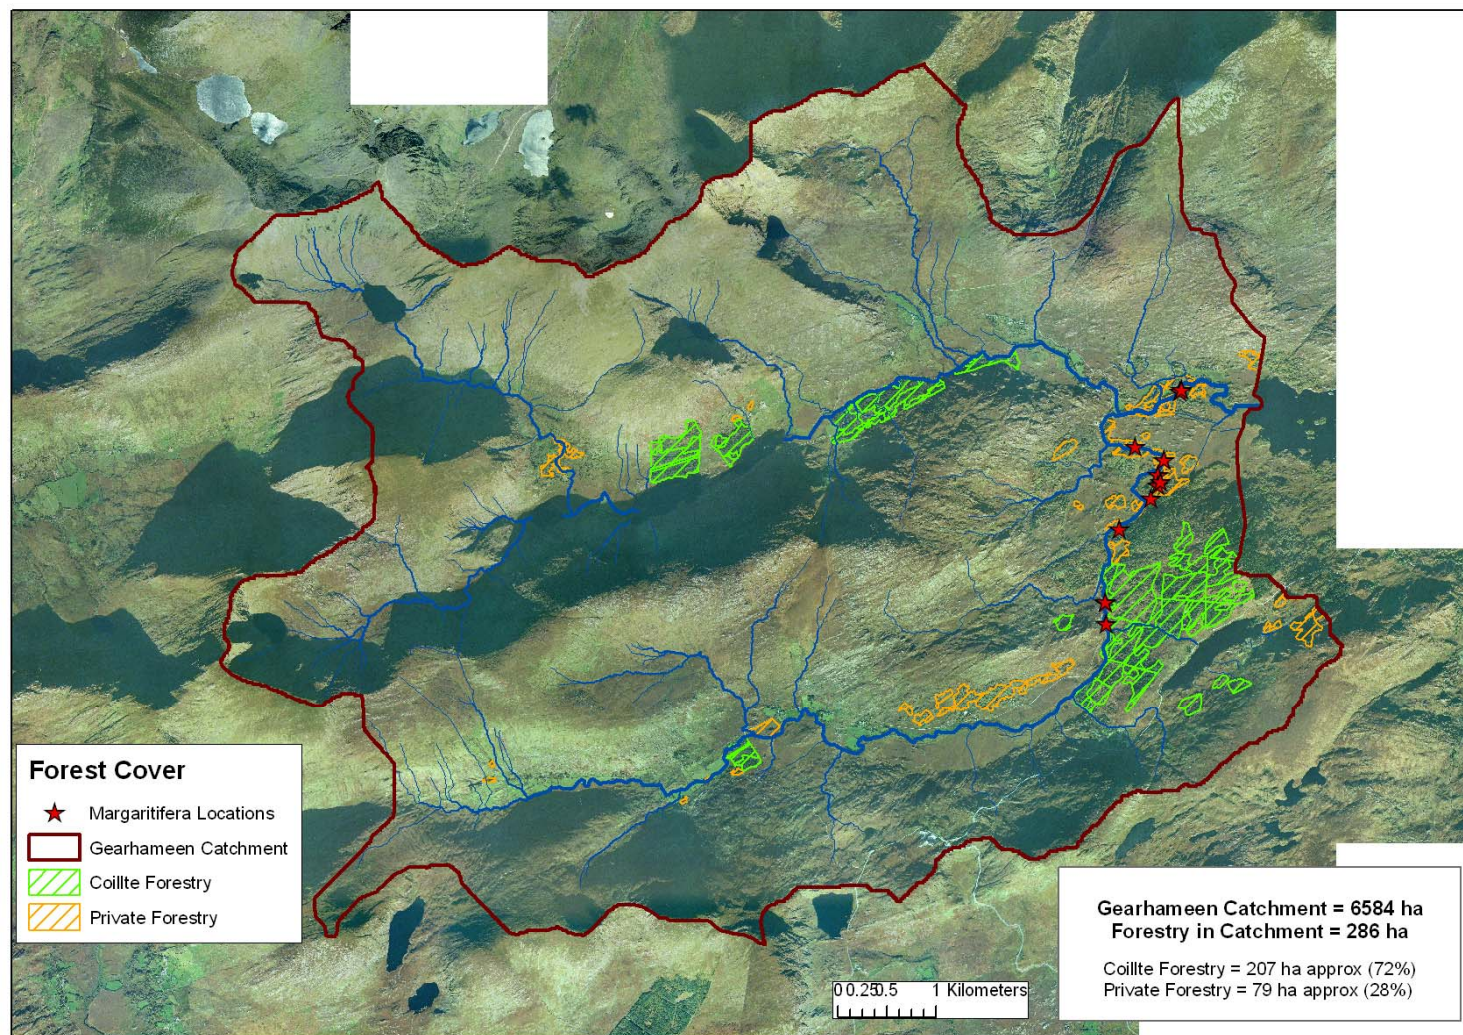 Forest Cover
Margaritifera Locations
Gearhameen Catchment
Coillte Forestry
Private Forestry
0 0.25 0.5 1 Kilometers
Gearhameen Catchment = 6584 ha
Forestry in Catchment = 286 ha
Coillte Forestry = 207 ha approx (72%)
Private Forestry = 79 ha approx (28%)